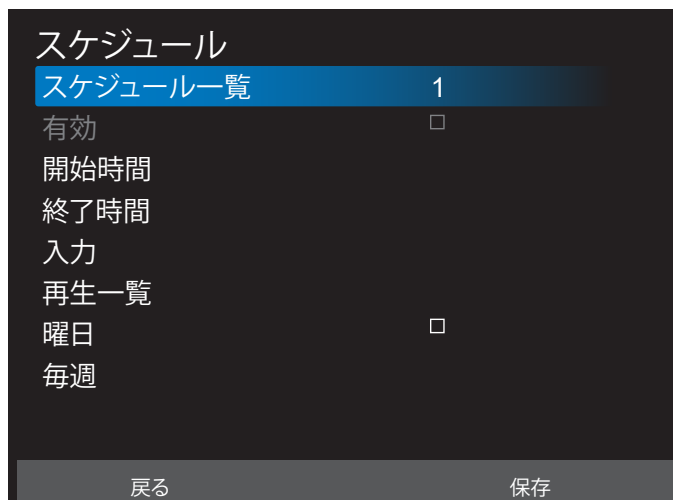 スケジュール
スケジュール一覧 1
有効 □
開始時間
終了時間
入力
再生一覧
曜日 □
毎週
戻る 保存